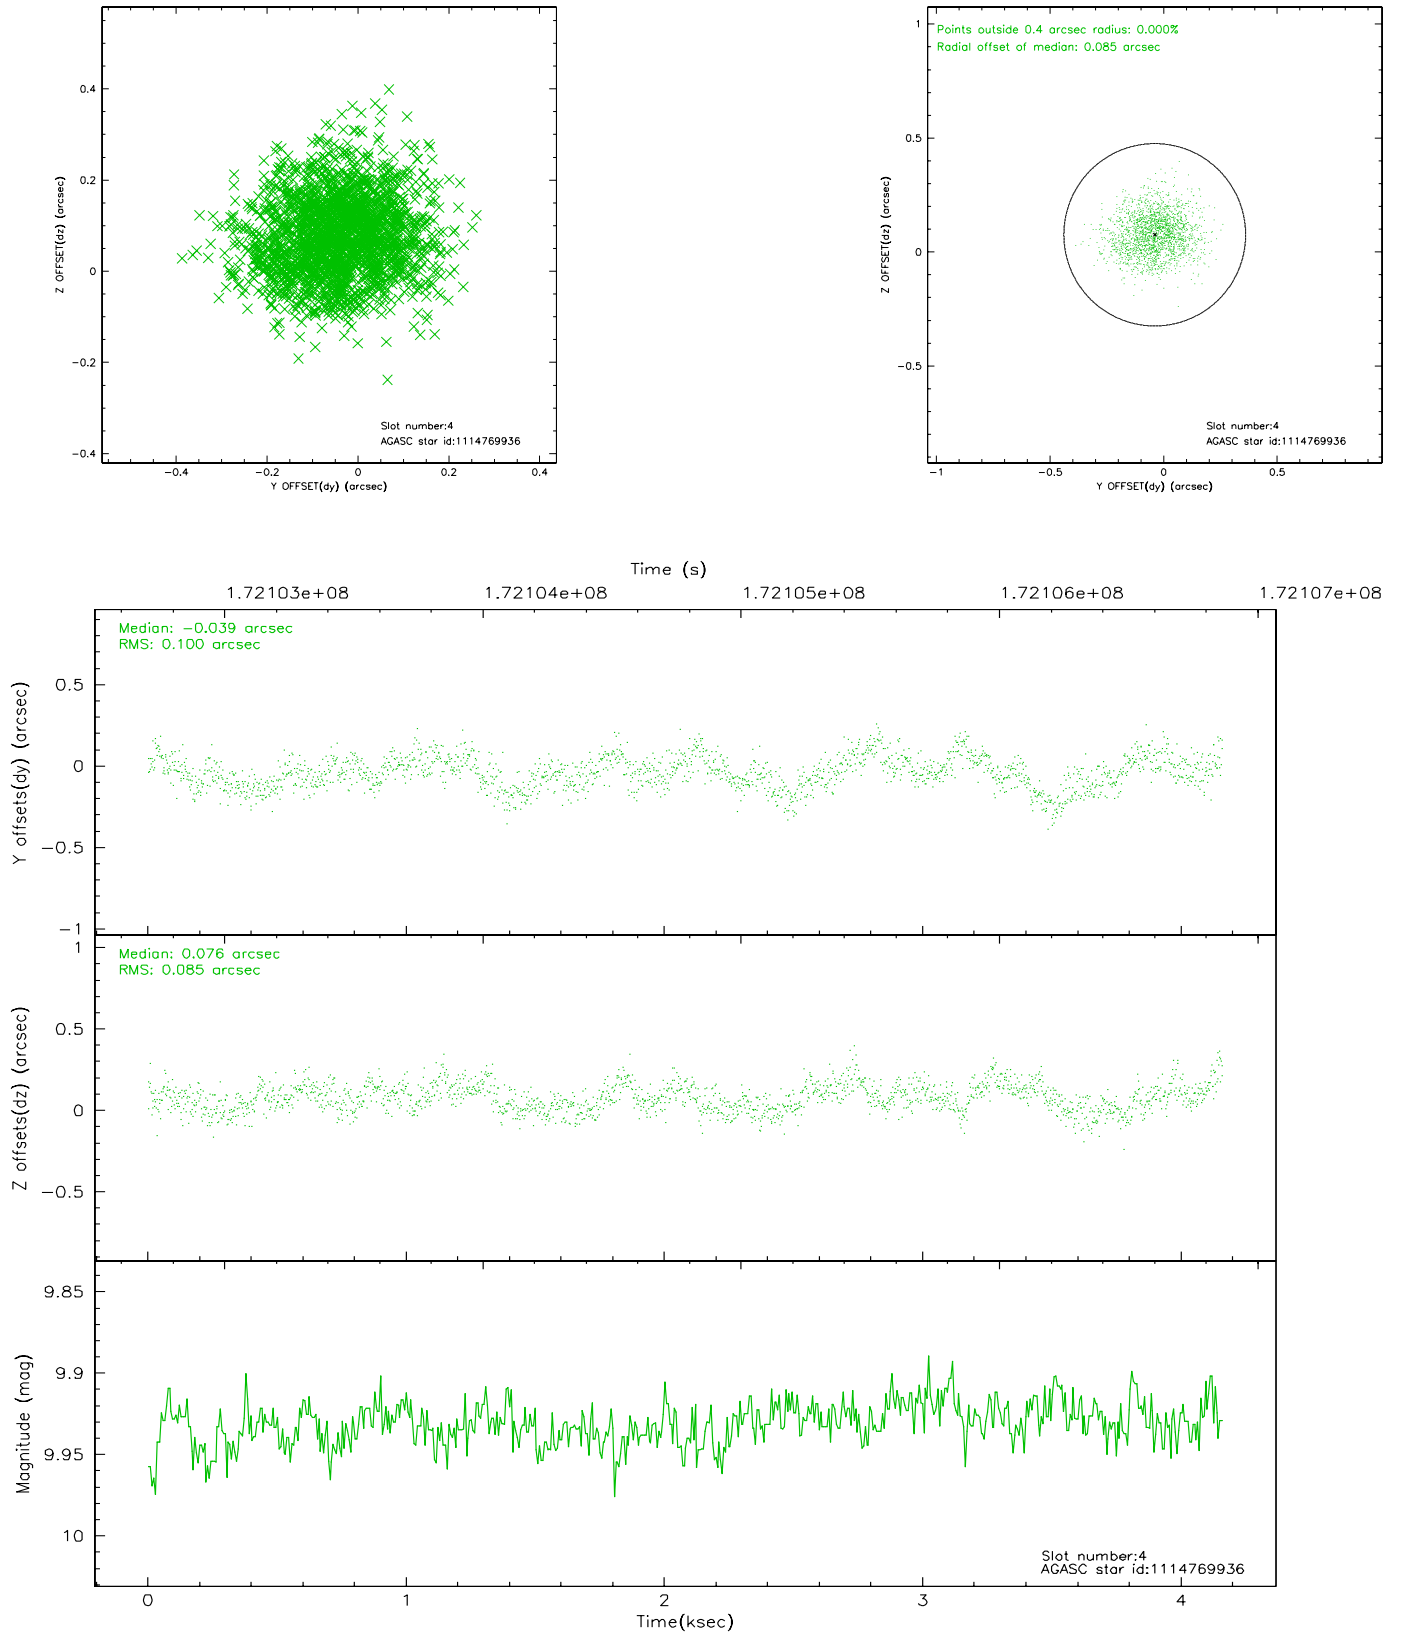 0.4
0.2
0
−0.2
−0.4
Z OFFSET(dz) (arcsec)
Slot number:4
AGASC star id:1114769936
−0.4 −0.2 0 0.2 0.4
Y OFFSET(dy) (arcsec)
Points outside 0.4 arcsec radius: 0.000%
Radial offset of median: 0.085 arcsec
1
0.5
0
−0.5
Z OFFSET(dz) (arcsec)
Slot number:4
AGASC star id:1114769936
−1 −0.5 0 0.5
Y OFFSET(dy) (arcsec)
Time (s)
1.72103e+08 1.72104e+08 1.72105e+08 1.72106e+08 1.72107e+08
Median: −0.039 arcsec
RMS: 0.100 arcsec
0.5
0
−0.5
−1
Y offsets(dy) (arcsec)
Median: 0.076 arcsec
RMS: 0.085 arcsec
1
0.5
0
−0.5
Z offsets(dz) (arcsec)
9.85
9.9
9.95
10
Magnitude (mag)
Slot number:4
AGASC star id:1114769936
0 1 2 3 4
Time(ksec)